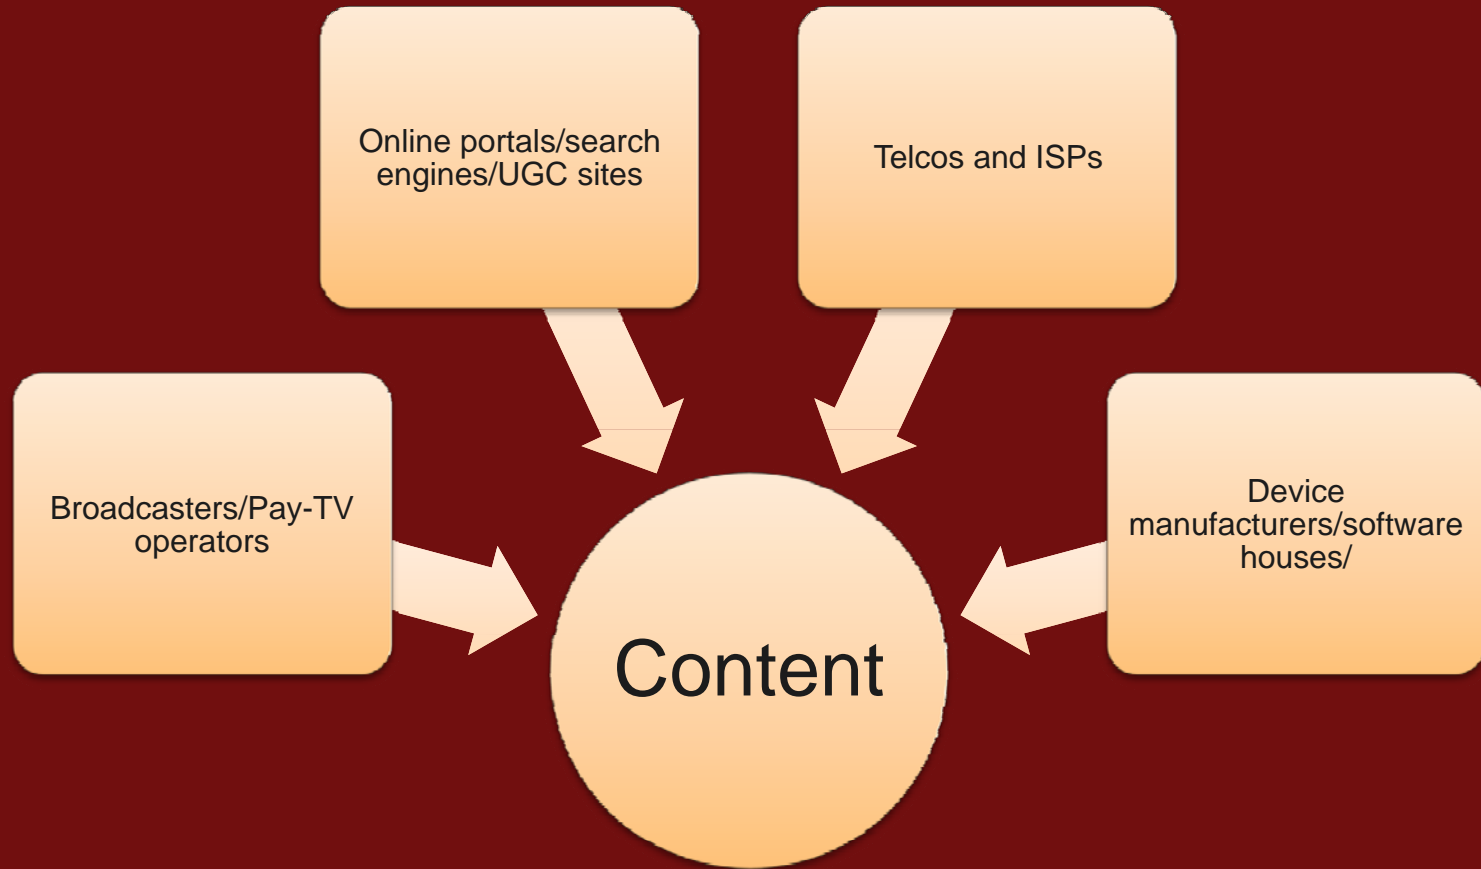 Online portals/search
engines/UGC sites
Telcos and ISPs
Broadcasters/Pay-TV
operators
Device
manufacturers/software
houses/
Content